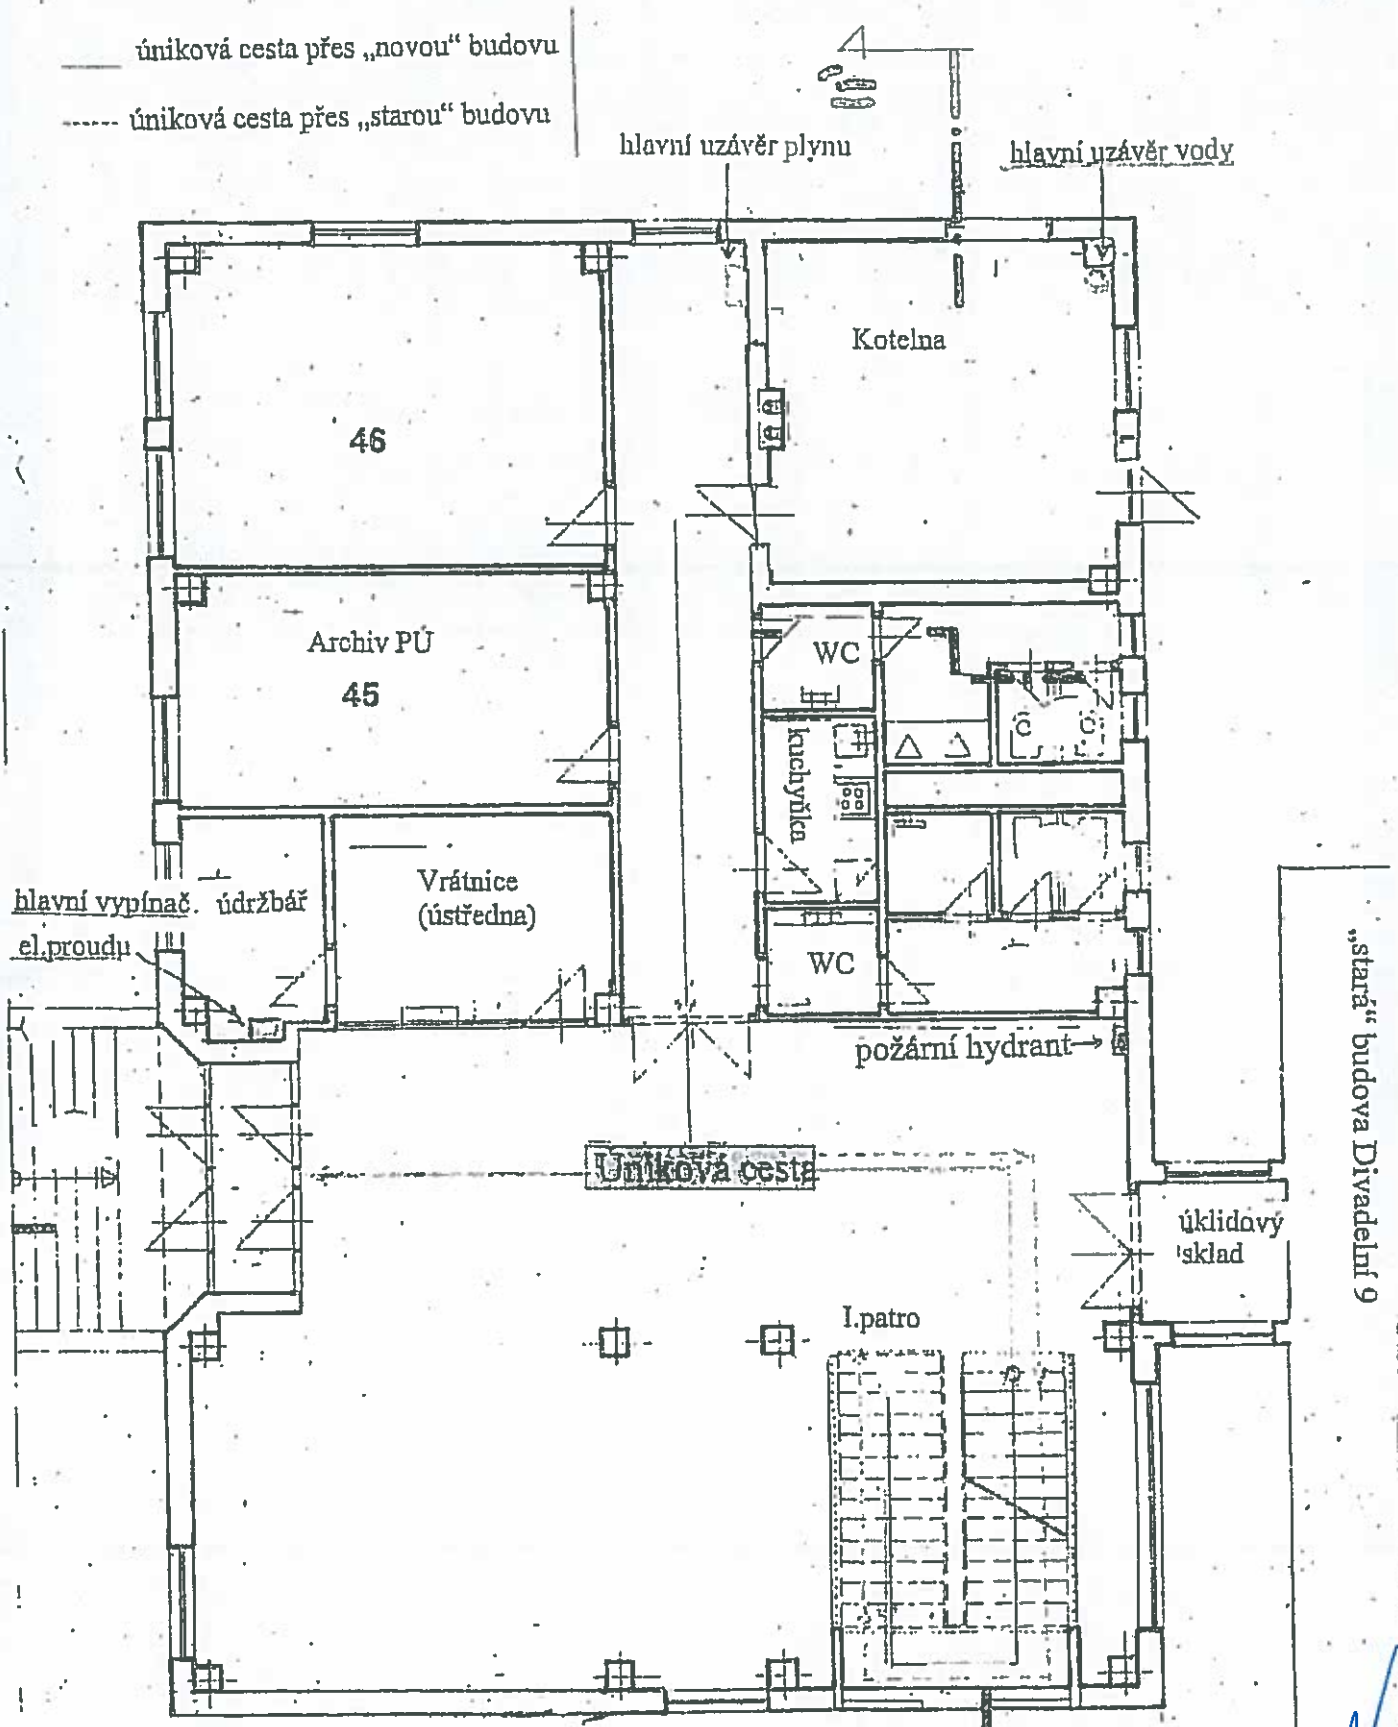 úniková cesta přes „novou“ budovu
úniková cesta přes „starou“ budovu
hlavní uzávěr plynu
hlavní uzávěr vody
Kotelna
46
Archiv PÚ
45
WC
kuchyňka
hlavní vypínač.
el.proudu
údržbář
Vrátnice
(ústředna)
WC
požární hydrant
Úniková cesta
úklidový
sklad
„stará“ budova Divadelní 9
I.patro